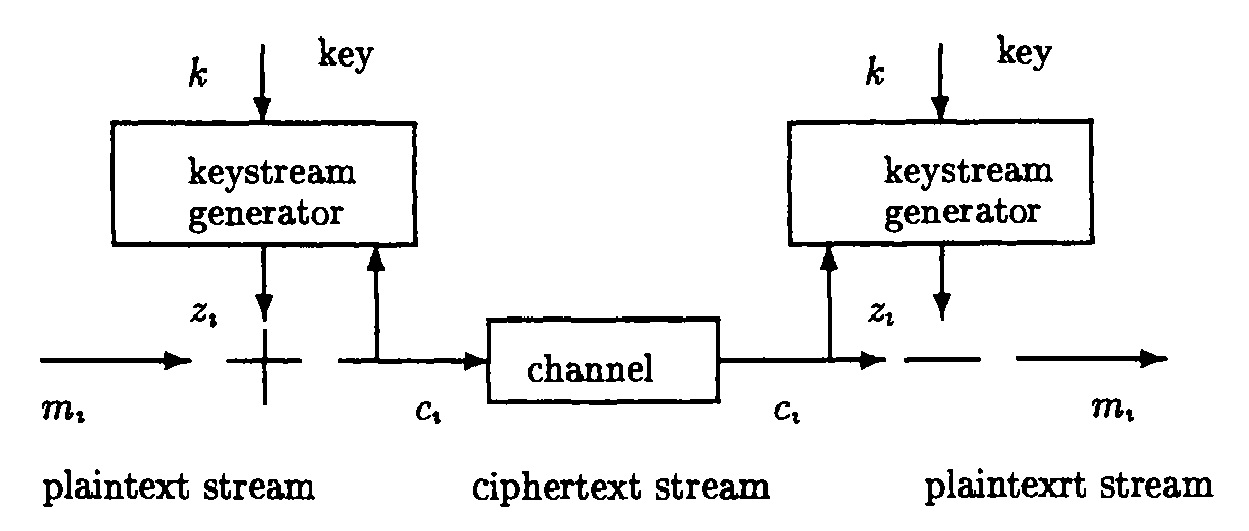 k key
k key
keystream
generator
keystream
generator
z_i
z_i
channel
m_i
c_i
c_i
m_i
plaintext stream
ciphertext stream
plaintexrt stream